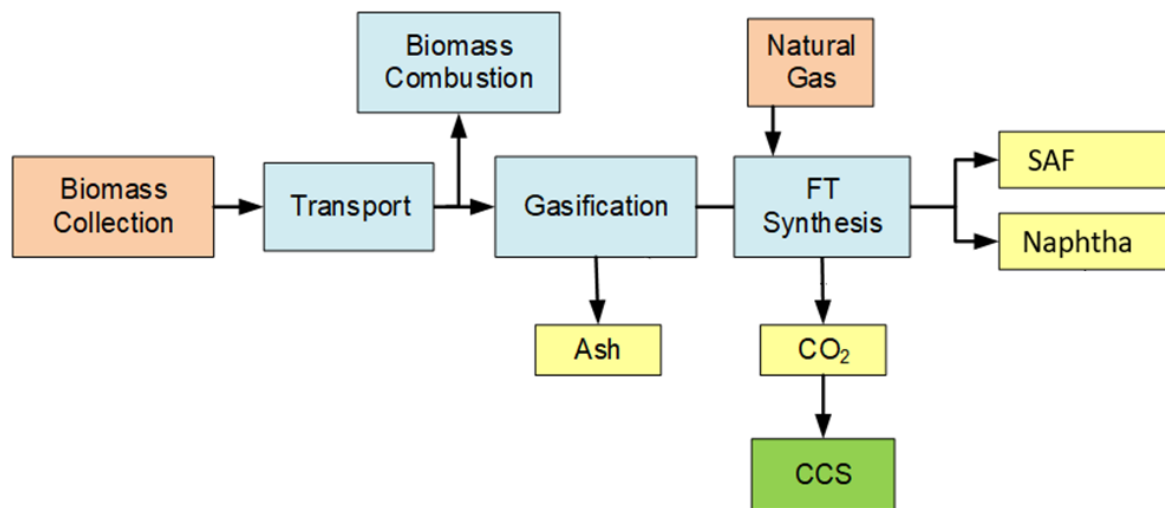 Biomass
Combustion
Natural
Gas
Biomass
Collection
Transport
Gasification
FT
Synthesis
SAF
Naphtha
Ash
CO₂
CCS